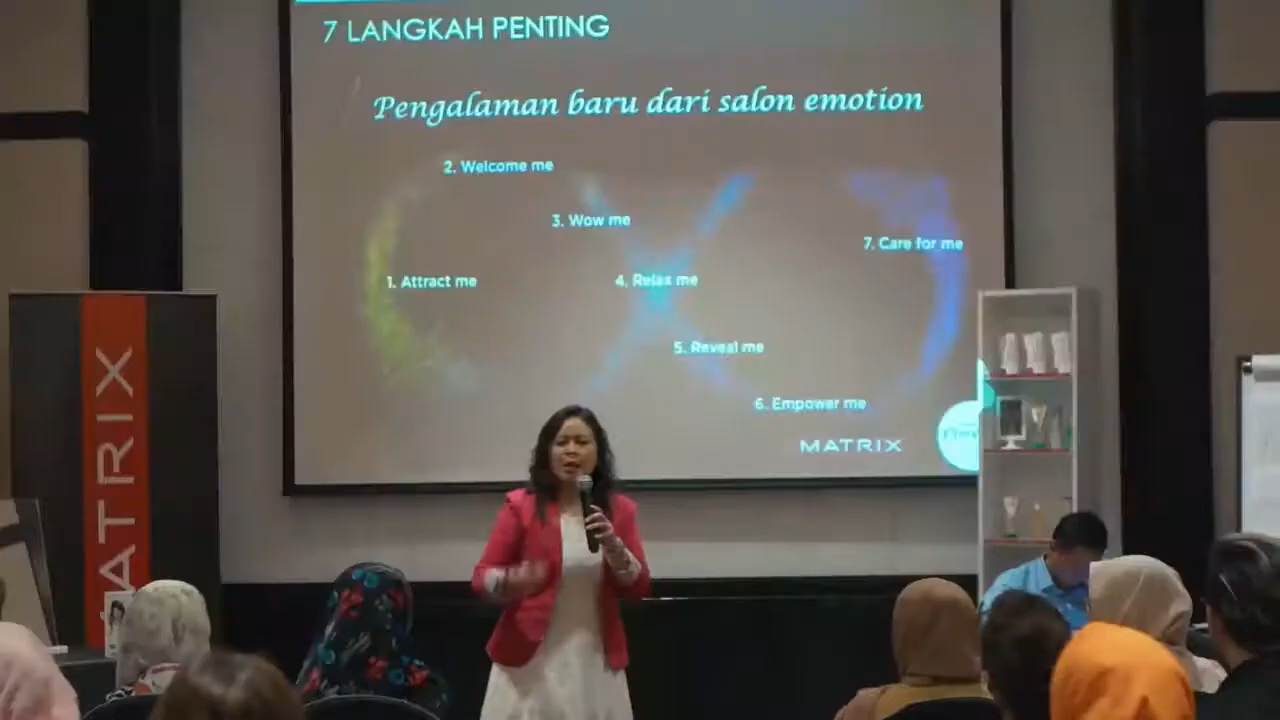 7 LANGKAH PENTING
Pengalaman baru dari salon emotion
2. Welcome me
3. Wow me
7. Care for me
1. Attract me
4. Relax me
5. Reveal me
6. Empower me
MATRIX
MATRIX